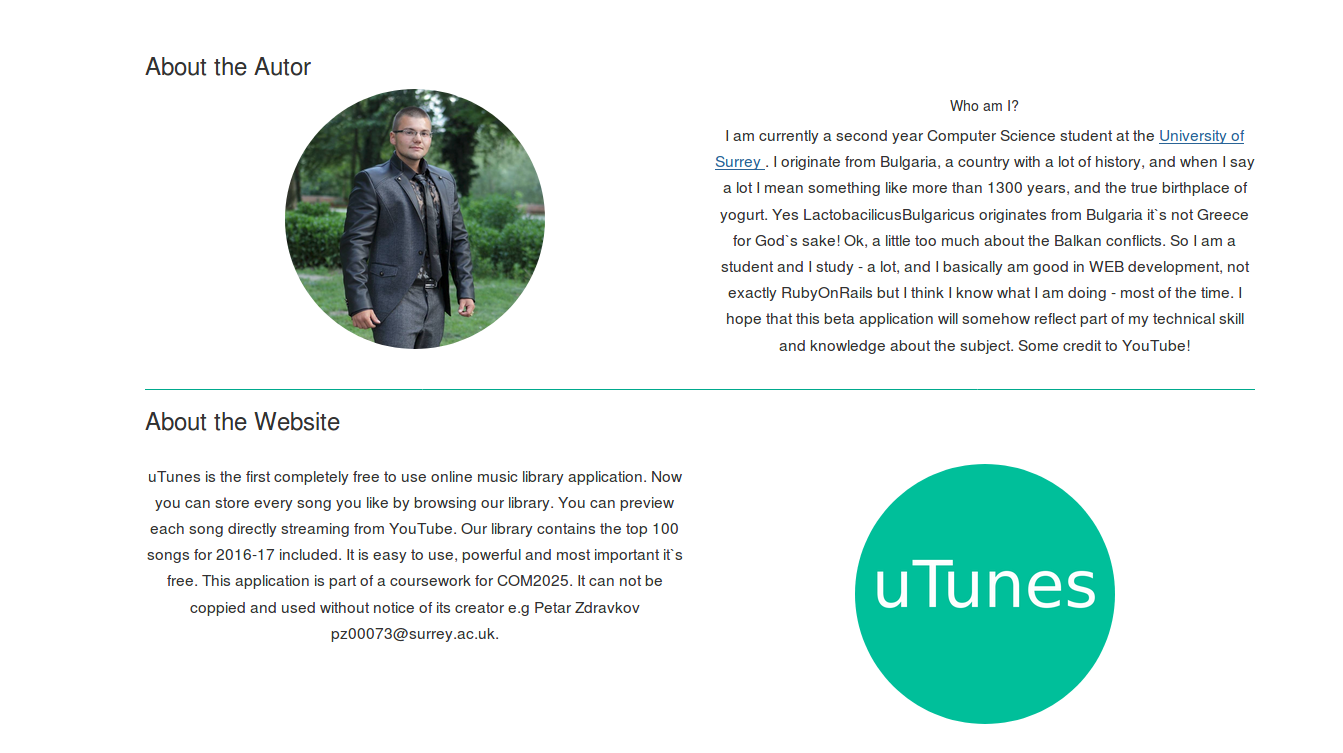 About the Autor
Who am I?
I am currently a second year Computer Science student at the University of
Surrey . I originate from Bulgaria, a country with a lot of history, and when I say
a lot I mean something like more than 1300 years, and the true birthplace of
yogurt. Yes LactobacilicusBulgaricus originates from Bulgaria it`s not Greece
for God`s sake! Ok, a little too much about the Balkan conflicts. So I am a
student and I study - a lot, and I basically am good in WEB development, not
exactly RubyOnRails but I think I know what I am doing - most of the time. I
hope that this beta application will somehow reflect part of my technical skill
and knowledge about the subject. Some credit to YouTube!
About the Website
uTunes is the first completely free to use online music library application. Now
you can store every song you like by browsing our library. You can preview
each song directly streaming from YouTube. Our library contains the top 100
songs for 2016-17 included. It is easy to use, powerful and most important it`s
free. This application is part of a coursework for COM2025. It can not be
coppied and used without notice of its creator e.g Petar Zdravkov
pz00073@surrey.ac.uk.
uTunes